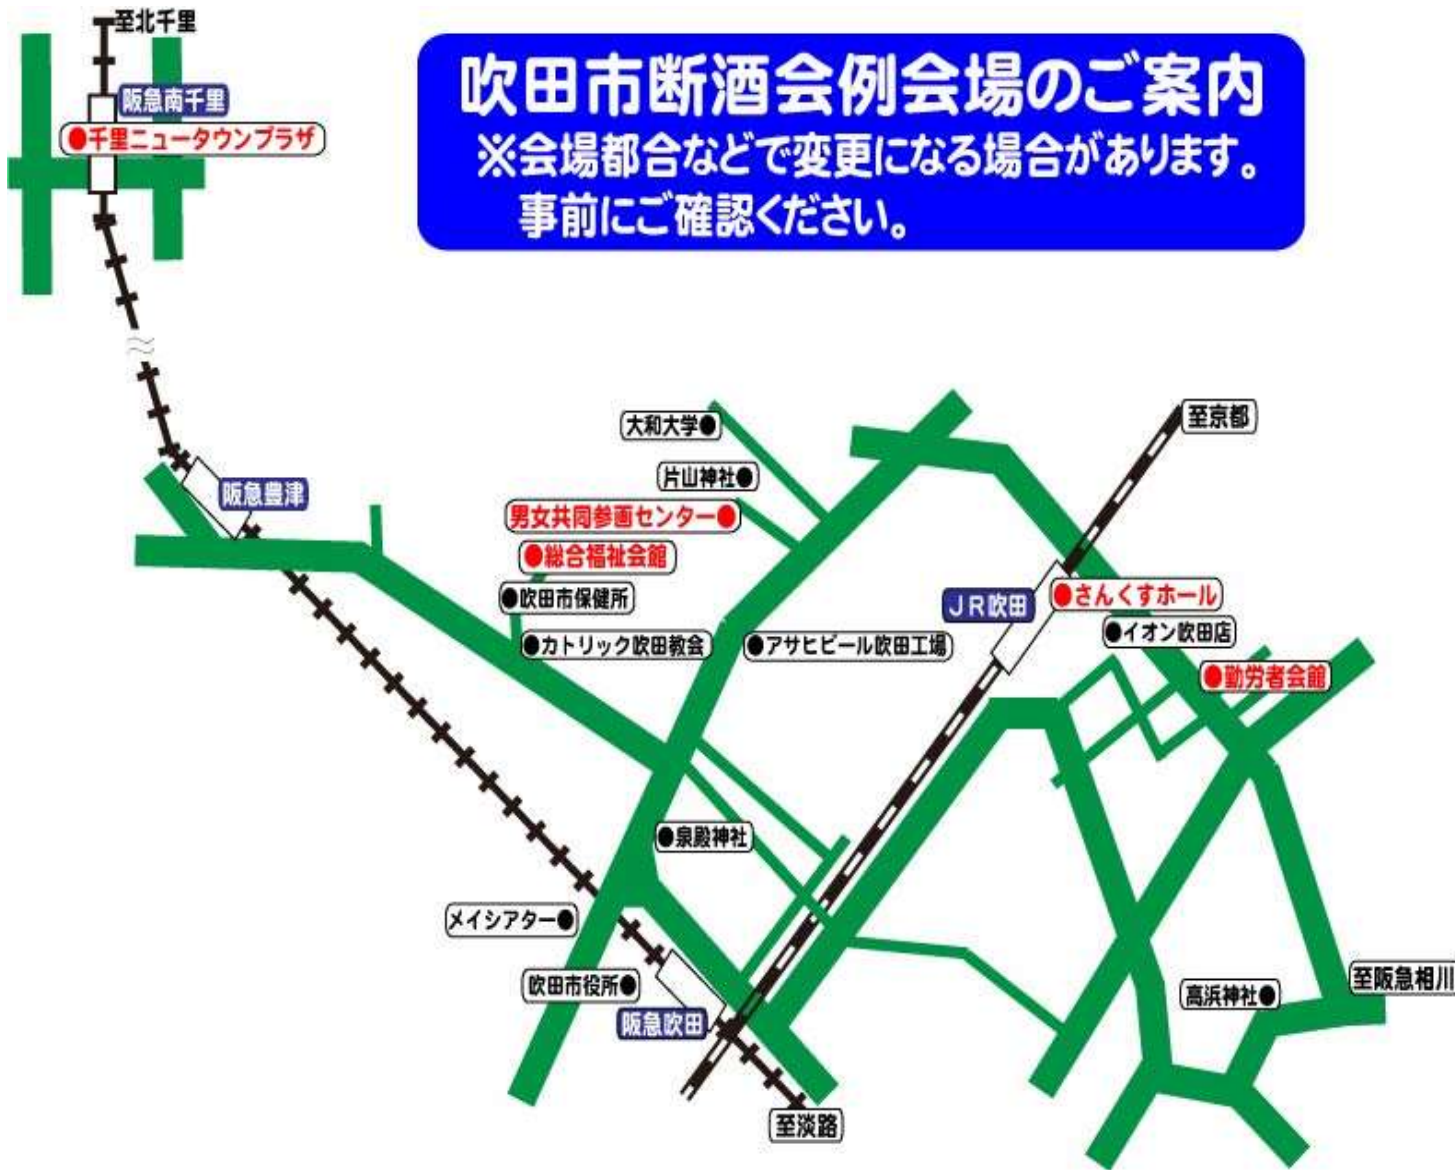 至北千里
阪急南千里
●千里ニュータウンプラザ
吹田市断酒会例会場のご案内
※会場都合などで変更になる場合があります。
事前にご確認ください。
大和大学●
至京都
片山神社●
阪急豊津
男女共同参画センター●
●総合福祉会館
●吹田市保健所
JR吹田
●さんくすホール
●イオン吹田店
●カトリック吹田教会
●アサヒビール吹田工場
●勤労者会館
●泉殿神社
メイシアター●
吹田市役所●
阪急吹田
高浜神社●
至阪急相川
至淡路